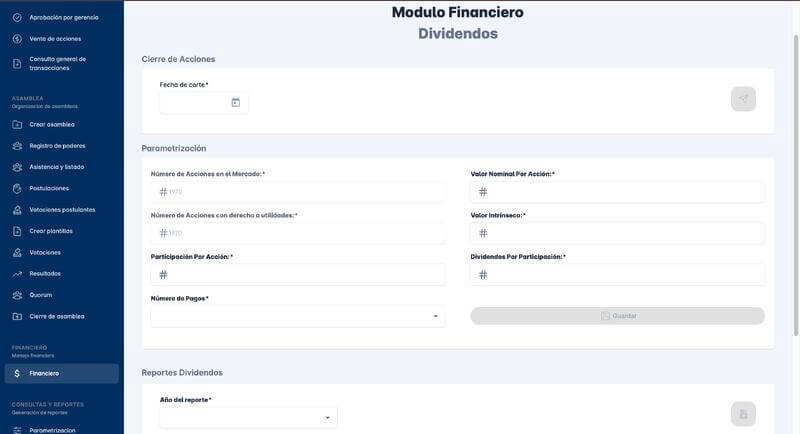 Aprobación por gerencia
Venta de acciones
Consulta general de
transacciones
ASAMBLEA
Organización de asambleas
Crear asamblea
Registro de poderes
Asistencia y listado
Postulaciones
Votaciones postulantes
Crear plantillas
Votaciones
Resultados
Quorum
Cierre de asamblea
FINANCIERO
Manejo financiero
Financiero
CONSULTAS Y REPORTES
Generación de reportes
Parametrizacion
Modulo Financiero
Dividendos
Cierre de Acciones
Fecha de corte*
Parametrización
Número de Acciones en el Mercado:*
1970
Número de Acciones con derecho a utilidades:*
1970
Participación Por Acción:*
Número de Pagos*
Valor Nominal Por Acción:*
Valor Intrínseco:*
Dividendos Por Participación:*
Guardar
Reportes Dividendos
Año del reporte*